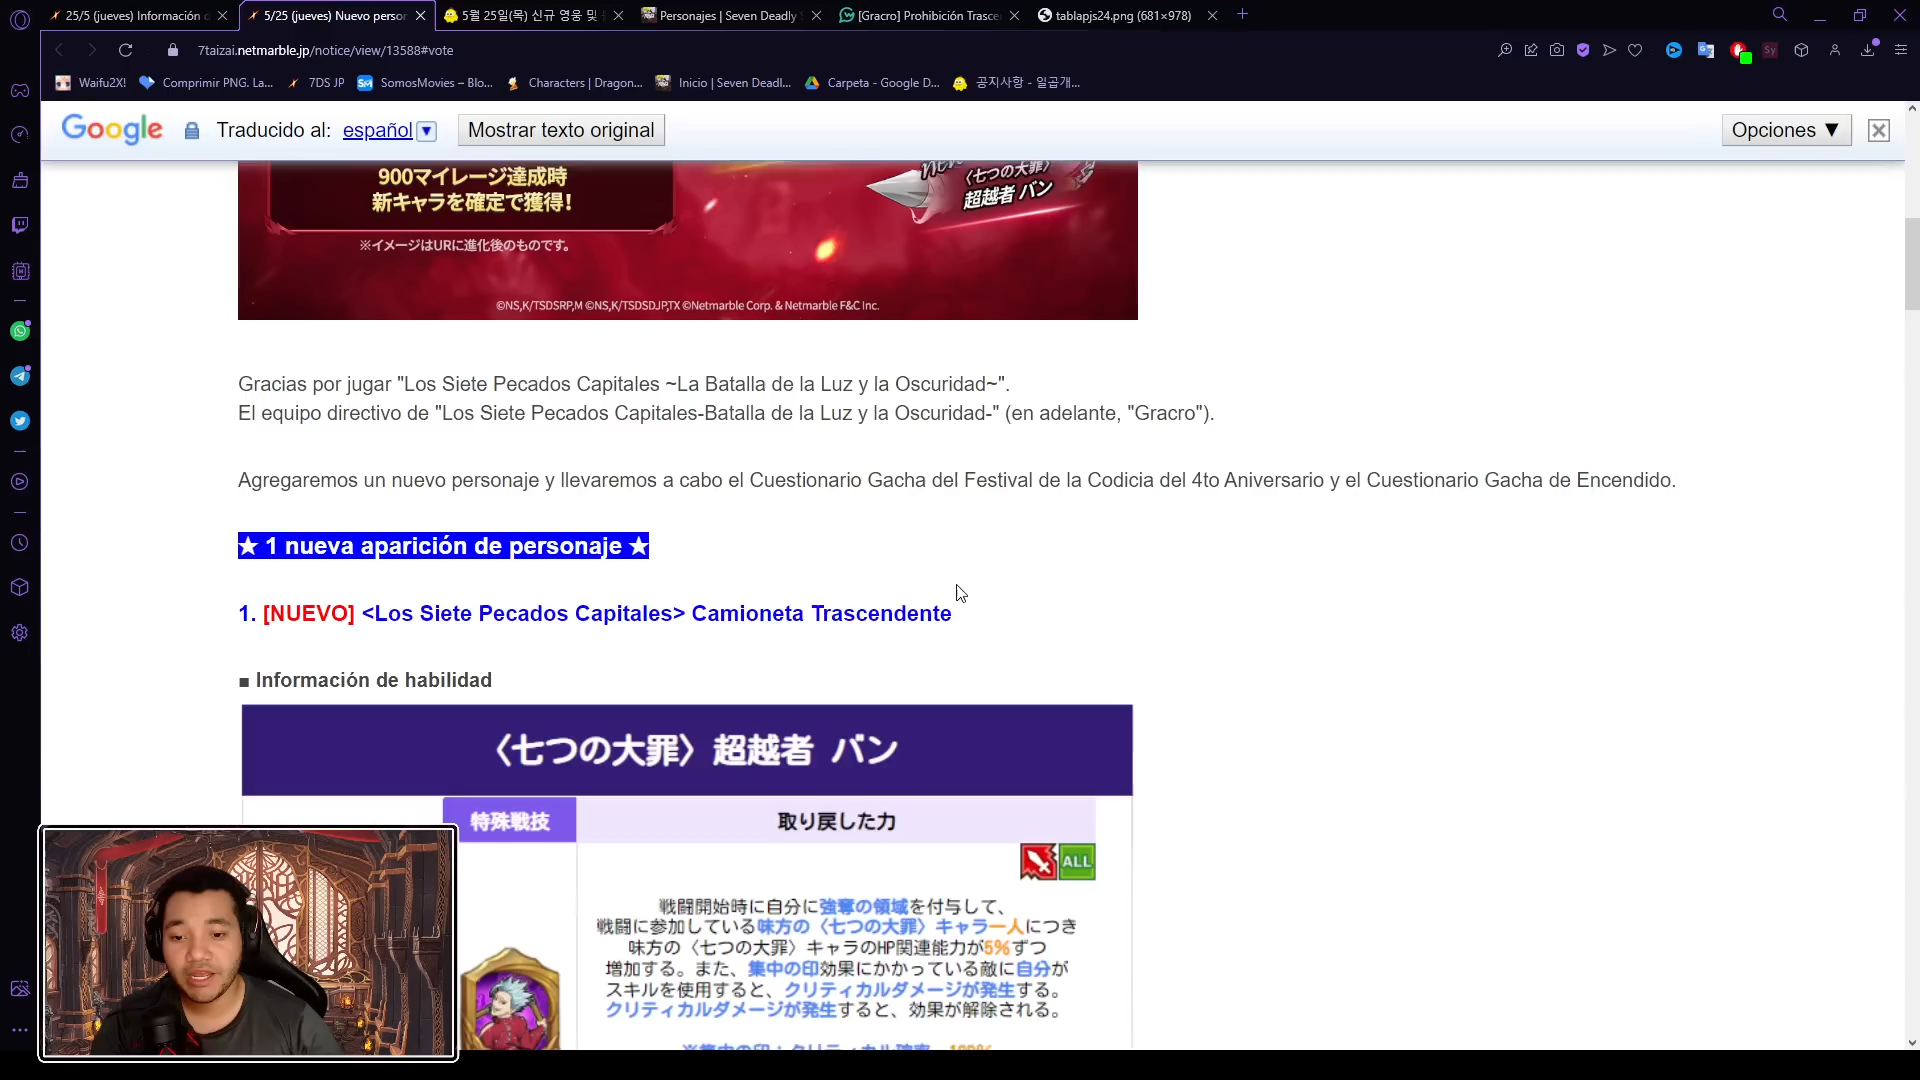 25/5 (jueves) Información d
5/25 (jueves) Nuevo person
5월 25일(목) 신규 영웅 및
Personajes | Seven Deadly S
[Gracro] Prohibición Trascen
tablapjs24.png (681×978)
7taizai.netmarble.jp/notice/view/13588#vote
Waifu2X!
Comprimir PNG. La...
7DS JP
SM
SomosMovies – Blo...
Characters | Dragon...
Inicio | Seven Deadl...
Carpeta - Google D...
공지사항 - 일곱개...
Google
Traducido al: español
Mostrar texto original
Opciones ▼
900マイレージ達成時
新キャラを確定で獲得!
※イメージはURに進化後のものです。
〈七つの大罪〉
超越者 バン
©NS,K/TSDSRP,M ©NS,K/TSDSDJP,TX ©Netmarble Corp. & Netmarble F&C Inc.
Gracias por jugar "Los Siete Pecados Capitales ~La Batalla de la Luz y la Oscuridad~".
El equipo directivo de "Los Siete Pecados Capitales-Batalla de la Luz y la Oscuridad-" (en adelante, "Gracro").
Agregaremos un nuevo personaje y llevaremos a cabo el Cuestionario Gacha del Festival de la Codicia del 4to Aniversario y el Cuestionario Gacha de Encendido.
★ 1 nueva aparición de personaje ★
1. [NUEVO] <Los Siete Pecados Capitales> Camioneta Trascendente
■ Información de habilidad
〈七つの大罪〉超越者 バン
特殊戦技
取り戻した力
ALL
戦闘開始時に自分に強奪の領域を付与して、
戦闘に参加している味方の〈七つの大罪〉キャラ一人につき
味方の〈七つの大罪〉キャラのHP関連能力が5%ずつ
増加する。また、集中の印効果にかかっている敵に自分が
スキルを使用すると、クリティカルダメージが発生する。
クリティカルダメージが発生すると、効果が解除される。